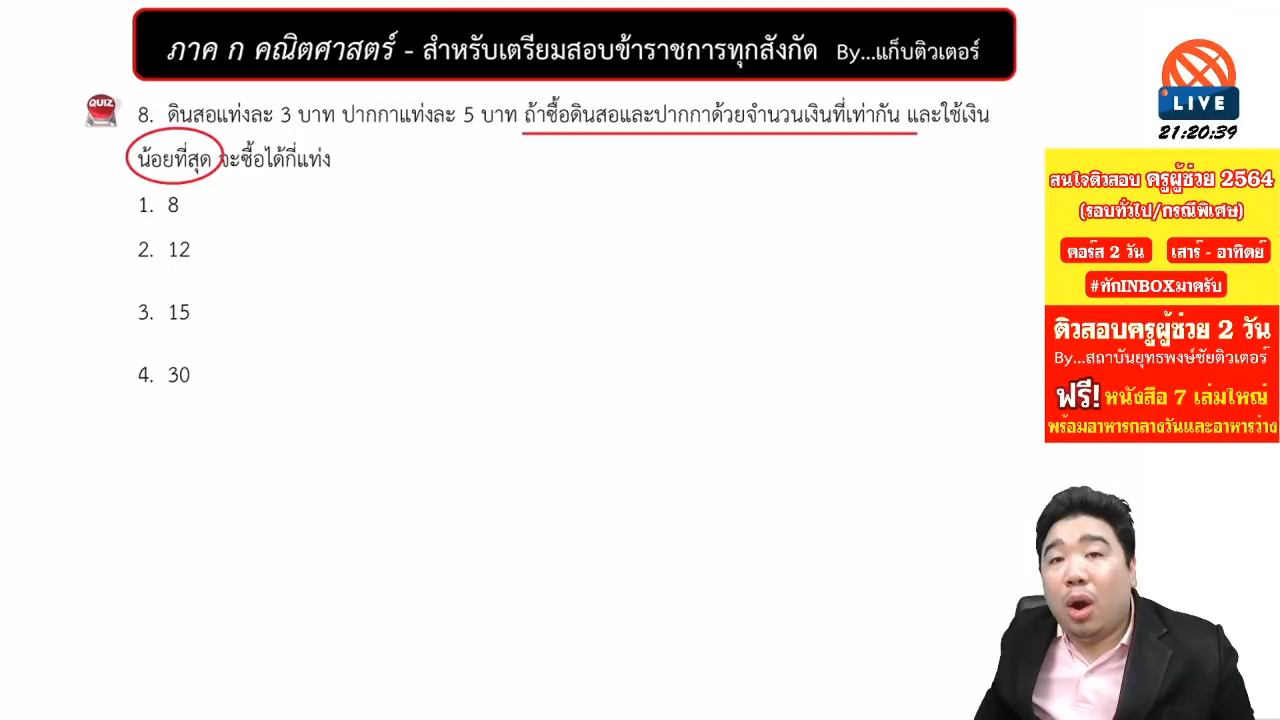 ภาค ก คณิตศาสตร์ - สำหรับเตรียมสอบข้าราชการทุกสังกัด By...แก็บติวเตอร์
QUIZ
8. ดินสอแท่งละ 3 บาท ปากกาแท่งละ 5 บาท ถ้าซื้อดินสอและปากกาด้วยจำนวนเงินที่เท่ากัน และใช้เงิน
น้อยที่สุด จะซื้อได้กี่แท่ง
1. 8
2. 12
3. 15
4. 30
LIVE
21:20:39
สนใจติวสอบ ครูผู้ช่วย 2564
(รอบทั่วไป/กรณีพิเศษ)
คอร์ส 2 วัน เสาร์ - อาทิตย์
#ทักINBOXมาครับ
ติวสอบครูผู้ช่วย 2 วัน
By...สถาบันยุทธพงษ์ชัยติวเตอร์
ฟรี! หนังสือ 7 เล่มใหญ่
พร้อมอาหารกลางวันและอาหารว่าง